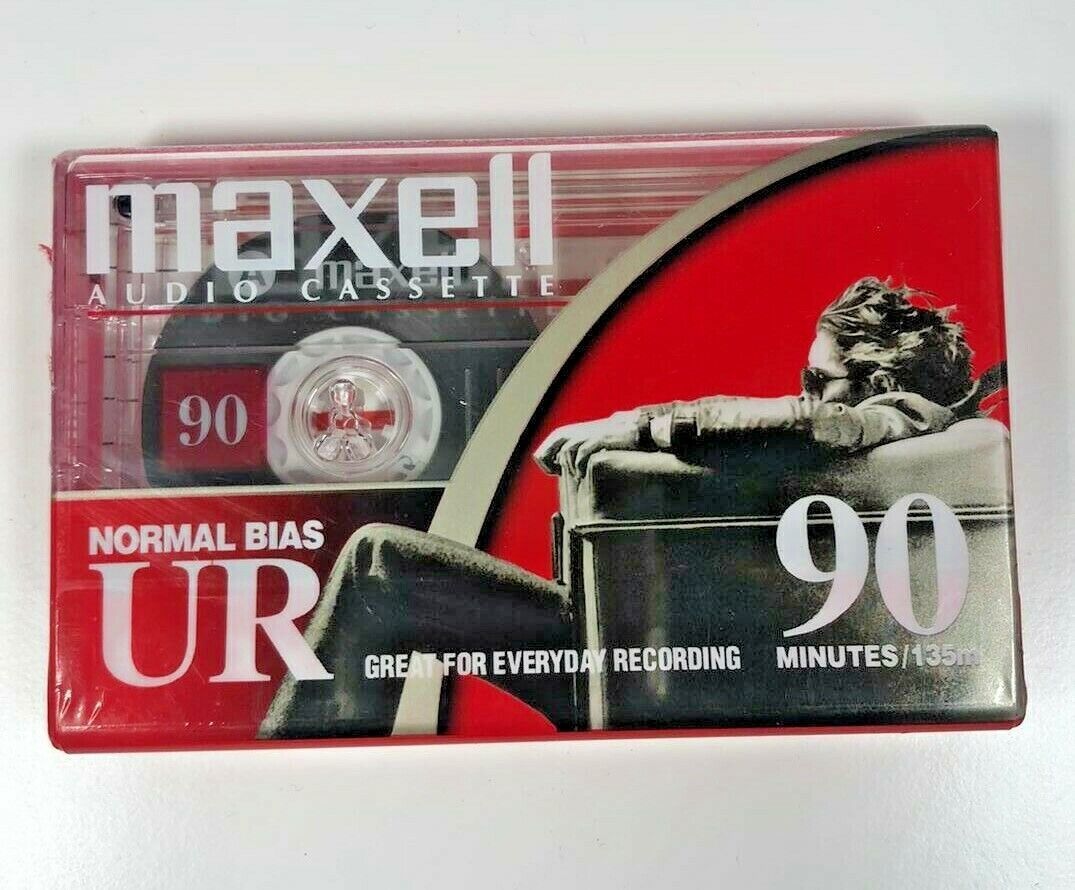 maxell
AUDIO CASSETTE
A maxell
90
NORMAL BIAS
UR
GREAT FOR EVERYDAY RECORDING
90
MINUTES/135m